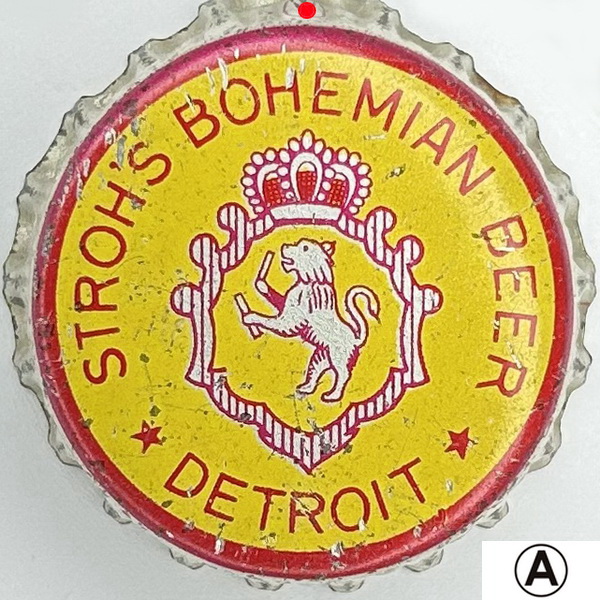 STROH'S BOHEMIAN BEER
DETROIT
A